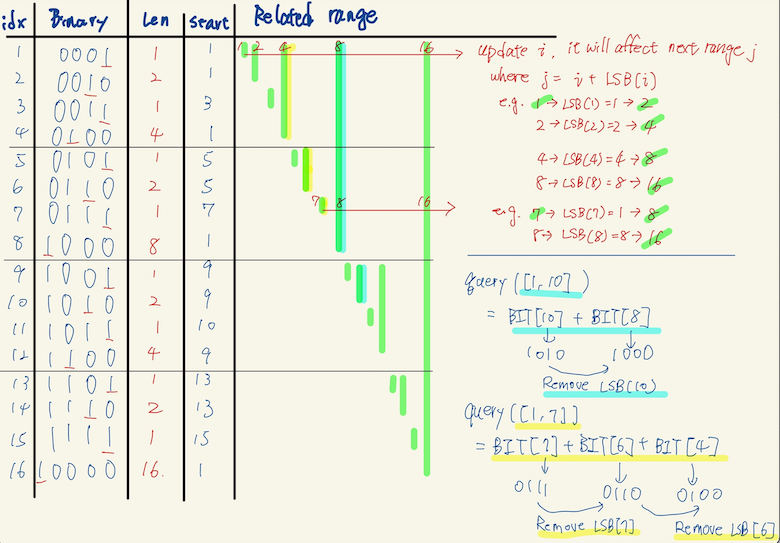 idx Binary Len start Related range
1 0001 1 1
2 0010 2 1
3 0011 1 3
4 0100 4 1
5 0101 1 5
6 0110 2 5
7 0111 1 7
8 1000 8 1
9 1001 1 9
10 1010 2 9
11 1011 1 10
12 1100 4 9
13 1101 1 13
14 1110 2 13
15 1111 1 15
16 10000 16. 1
1 2 4 8 16
7 8 16
update i, it will affect next range j
where j = i + LSB(i)
e.g. 1 → LSB(1) = 1 → 2
2 → LSB(2) = 2 → 4
4 → LSB(4) = 4 → 8
8 → LSB(8) = 8 → 16
e.g. 7 → LSB(7) = 1 → 8
8 → LSB(8) = 8 → 16
query([1,10])
= BIT[10] + BIT[8]
1010 1000
Remove LSB(10)
query([1,7])
= BIT[7] + BIT[6] + BIT[4]
0111 0110 0100
Remove LSB[7] Remove LSB[6]